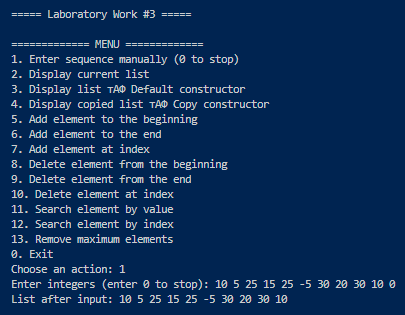 ===== Laboratory Work #3 =====
============= MENU =============
1. Enter sequence manually (0 to stop)
2. Display current list
3. Display list тАФ Default constructor
4. Display copied list тАФ Copy constructor
5. Add element to the beginning
6. Add element to the end
7. Add element at index
8. Delete element from the beginning
9. Delete element from the end
10. Delete element at index
11. Search element by value
12. Search element by index
13. Remove maximum elements
0. Exit
Choose an action: 1
Enter integers (enter 0 to stop): 10 5 25 15 25 -5 30 20 30 10 0
List after input: 10 5 25 15 25 -5 30 20 30 10